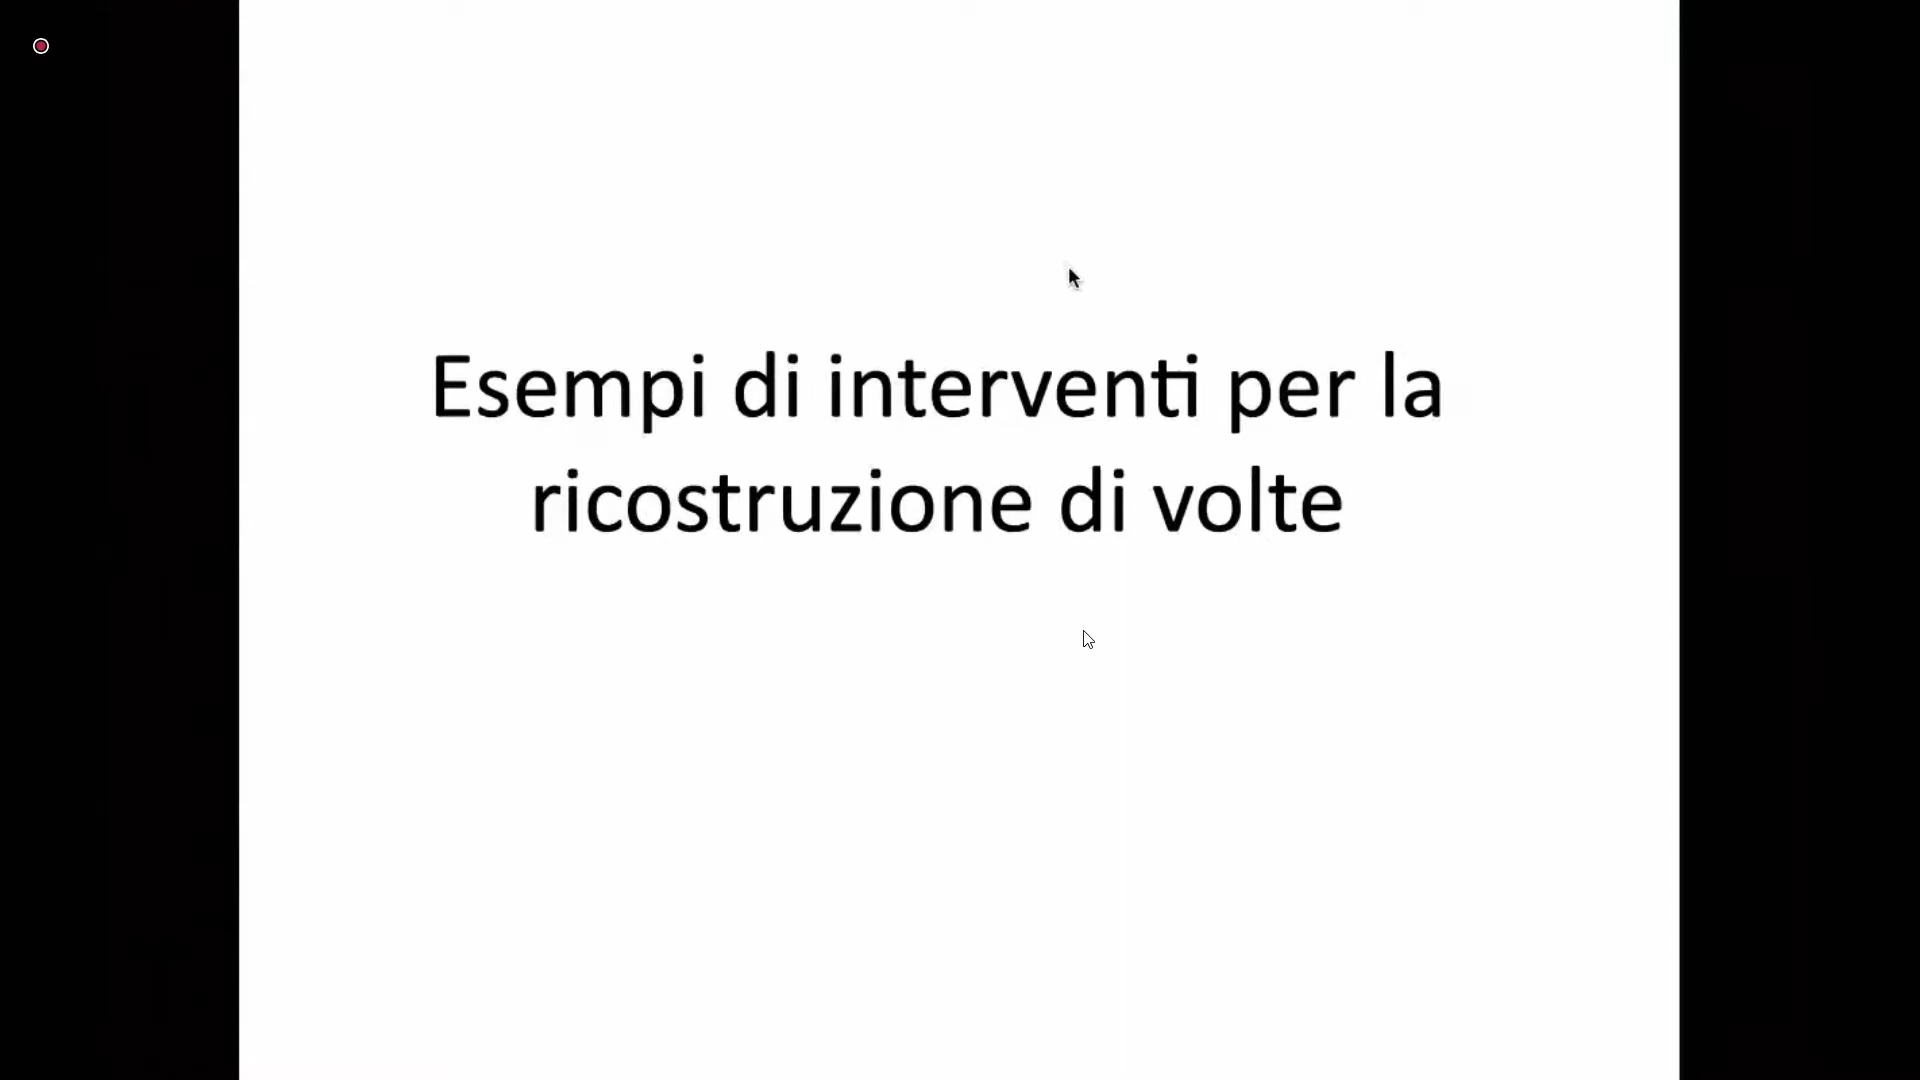 Esempi di interventi per la
ricostruzione di volte